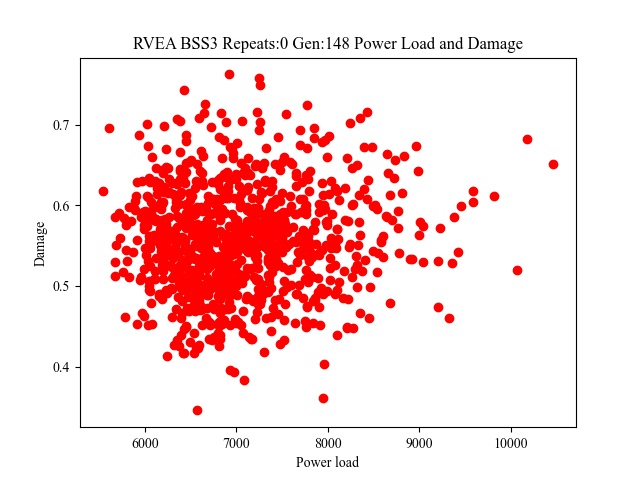 RVEA BSS3 Repeats:0 Gen:148 Power Load and Damage
0.7
0.6
0.5
0.4
Damage
6000 7000 8000 9000 10000
Power load